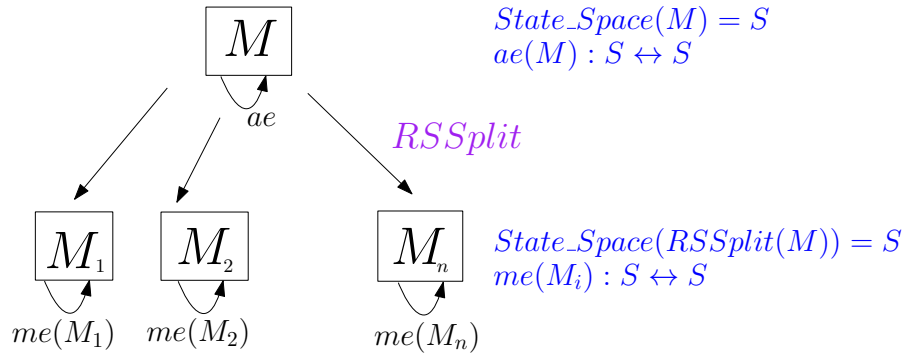 M
State_Space(M) = S
ae(M) : S ↔ S
ae
RSSplit
M₁
M₂
Mₙ
State_Space(RSSplit(M)) = S
me(Mᵢ) : S ↔ S
me(M₁)
me(M₂)
me(Mₙ)